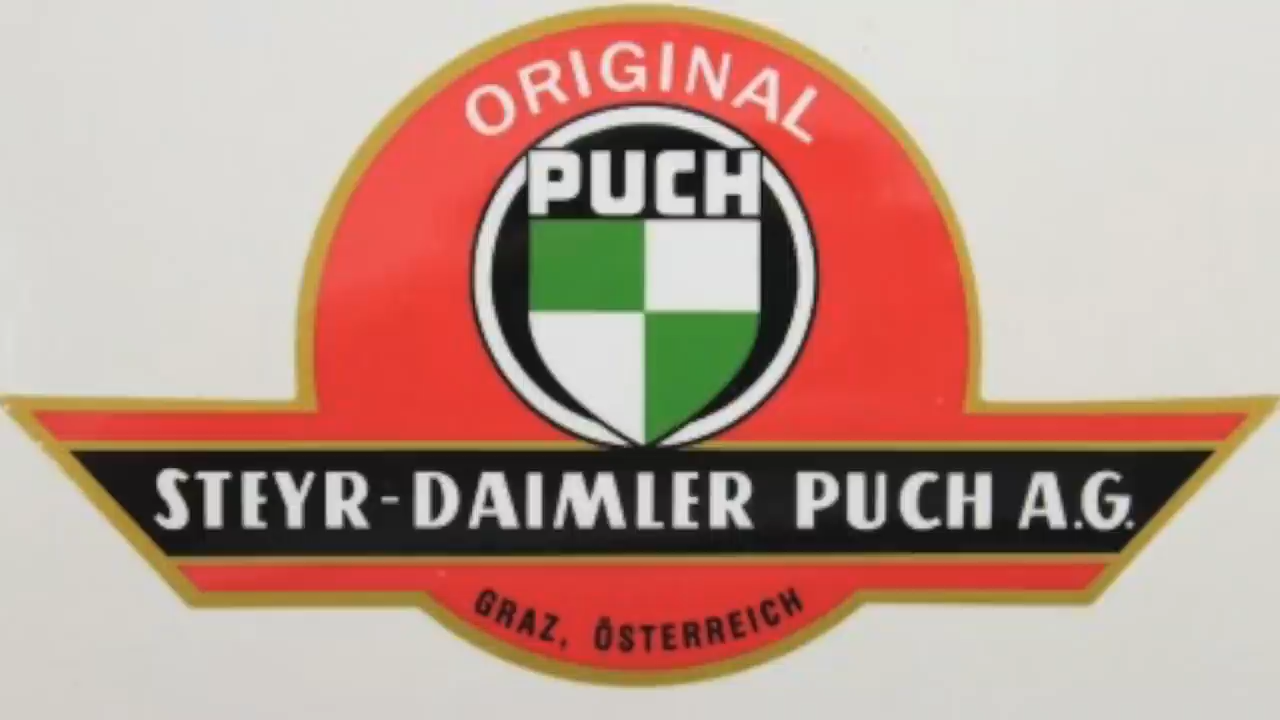 ORIGINAL
PUCH
STEYR-DAIMLER PUCH A.G.
GRAZ, ÖSTERREICH